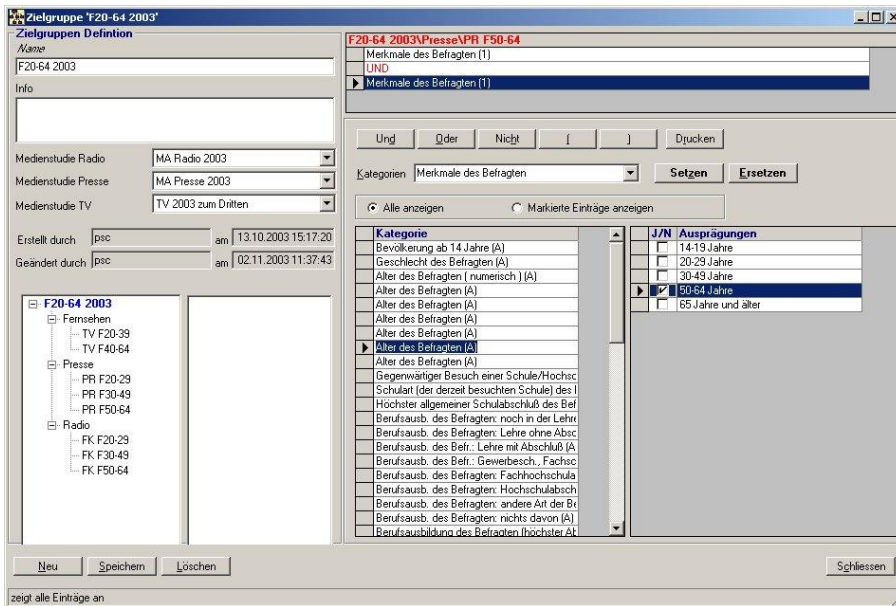 Zielgruppe 'F20-64 2003'
Zielgruppen Defintion
Name
F20-64 2003
Info
Medienstudie Radio MA Radio 2003
Medienstudie Presse MA Presse 2003
Medienstudie TV TV 2003 zum Dritten
Erstellt durch psc am 13.10.2003 15:17:20
Geändert durch psc am 02.11.2003 11:37:43
F20-64 2003
Fernsehen
TV F20-39
TV F40-64
Presse
PR F20-29
PR F30-49
PR F50-64
Radio
FK F20-29
FK F30-49
FK F50-64
F20-64 2003\Presse\PR F50-64
Merkmale des Befragten (1)
UND
Merkmale des Befragten (1)
Und Oder Nicht ( ) Drucken
Kategorien Merkmale des Befragten Setzen Ersetzen
Alle anzeigen Markierte Einträge anzeigen
Kategorie
Bevölkerung ab 14 Jahre (A)
Geschlecht des Befragten (A)
Alter des Befragten ( numerisch ) (A)
Alter des Befragten (A)
Alter des Befragten (A)
Alter des Befragten (A)
Alter des Befragten (A)
Alter des Befragten (A)
Alter des Befragten (A)
Gegenwärtiger Besuch einer Schule/Hochsc
Schulart (der derzeit besuchten Schule) des
Höchster allgemeiner Schulabschluß des Bef
Berufsausb. des Befragten: noch in der Lehre
Berufsausb. des Befragten: Lehre ohne Absc
Berufsausb. des Befr.: Lehre mit Abschluß (A
Berufsausb. des Befr.: Gewerbesch., Fachsc
Berufsausb. des Befragten: Fachhochschula
Berufsausb. des Befragten: Hochschulabsch
Berufsausb. des Befragten: andere Art der Be
Berufsausb. des Befragten: nichts davon (A)
Berufsausbildung des Befragten (höchster Ab
J/N Ausprägungen
14-19 Jahre
20-29 Jahre
30-49 Jahre
50-64 Jahre
65 Jahre und älter
Neu Speichern Löschen Schliessen
zeigt alle Einträge an